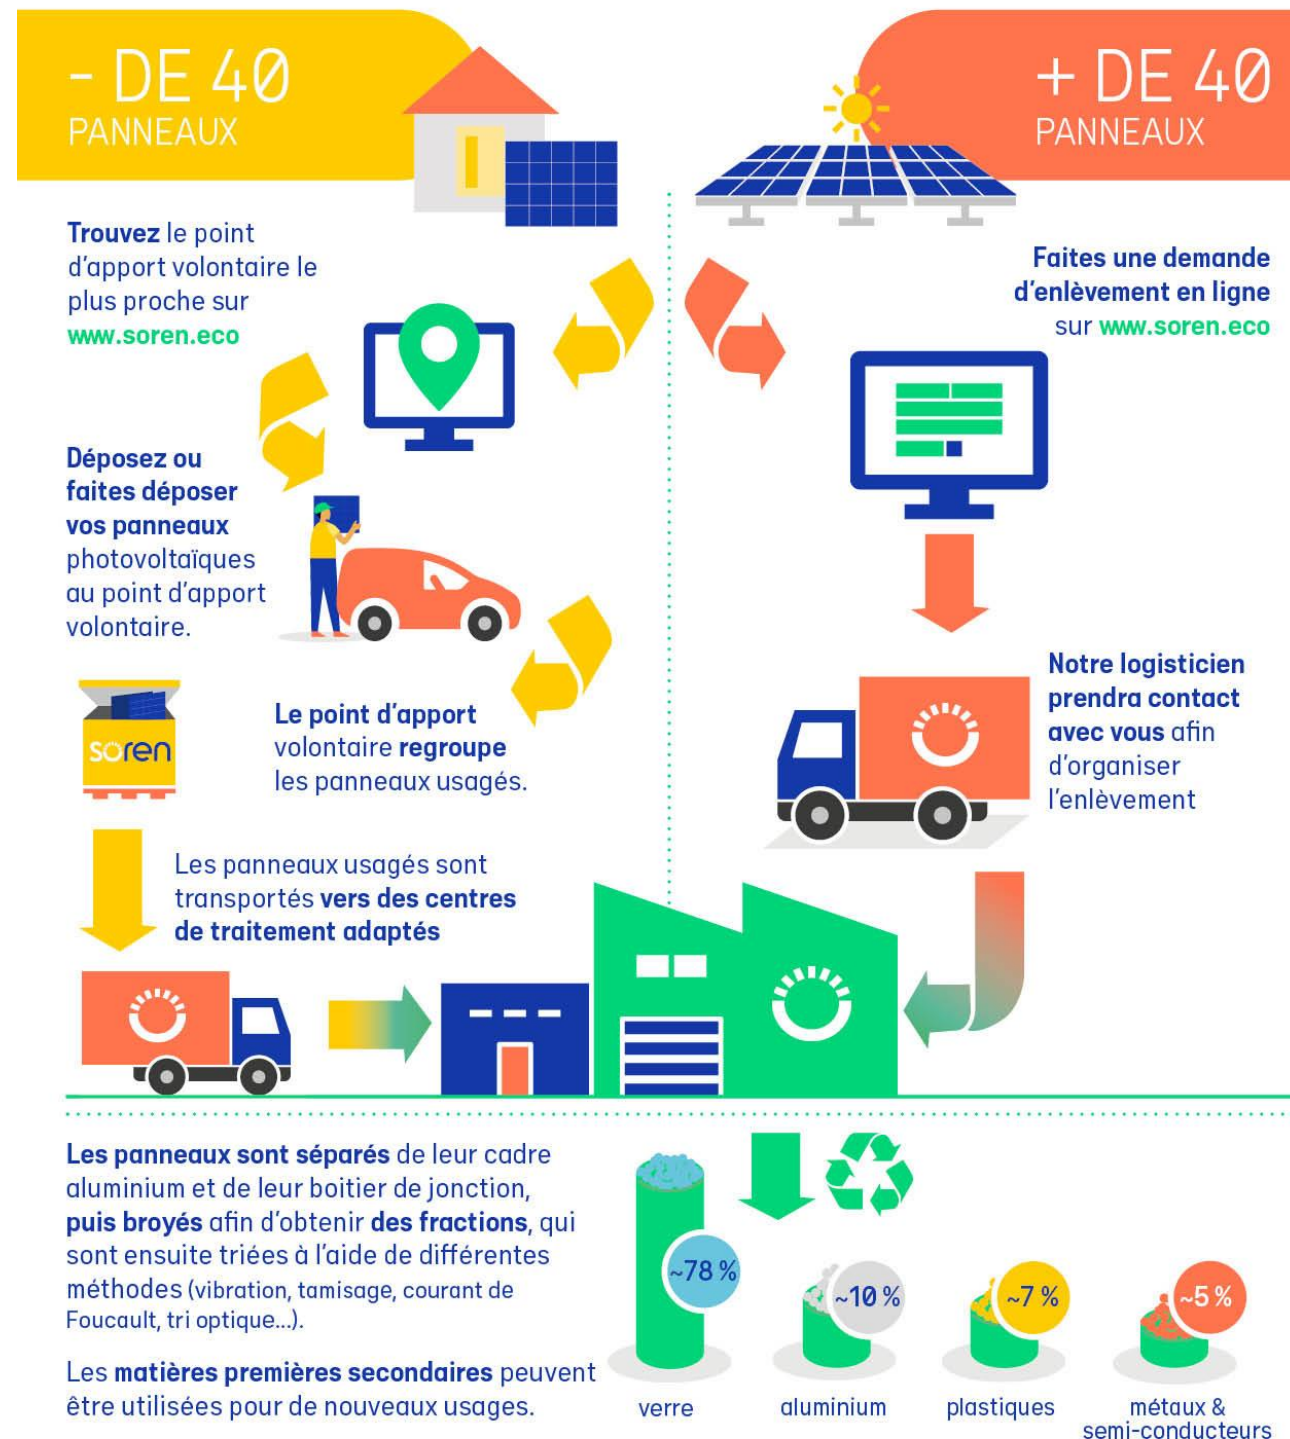 - DE 40
PANNEAUX
+ DE 40
PANNEAUX
Trouvez le point
d'apport volontaire le
plus proche sur
www.soren.eco
Déposez ou
faites déposer
vos panneaux
photovoltaïques
au point d'apport
volontaire.
soren
Le point d'apport
volontaire regroupe
les panneaux usagés.
Les panneaux usagés sont
transportés vers des centres
de traitement adaptés
Faites une demande
d'enlèvement en ligne
sur www.soren.eco
Notre logisticien
prendra contact
avec vous afin
d'organiser
l'enlèvement
Les panneaux sont séparés de leur cadre
aluminium et de leur boitier de jonction,
puis broyés afin d'obtenir des fractions, qui
sont ensuite triées à l'aide de différentes
méthodes (vibration, tamisage, courant de
Foucault, tri optique...).
Les matières premières secondaires peuvent
être utilisées pour de nouveaux usages.
~78 %
verre
~10 %
aluminium
~7 %
plastiques
~5 %
métaux &
semi-conducteurs